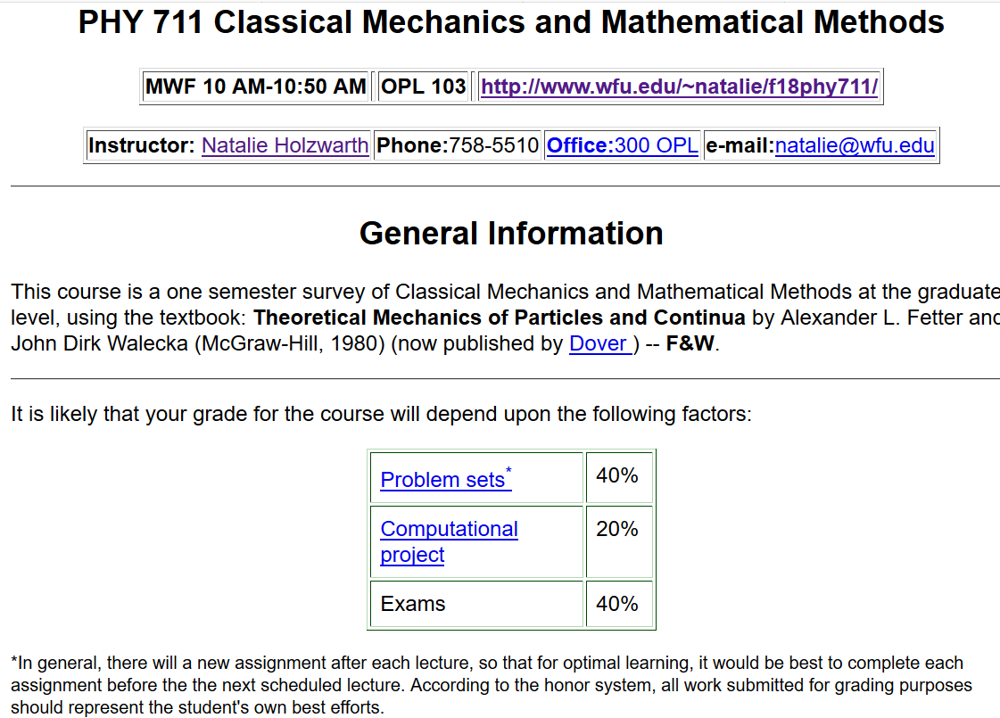 PHY 711 Classical Mechanics and Mathematical Methods
MWF 10 AM-10:50 AM OPL 103 http://www.wfu.edu/~natalie/f18phy711/
Instructor: Natalie Holzwarth Phone:758-5510 Office:300 OPL e-mail:natalie@wfu.edu
General Information
This course is a one semester survey of Classical Mechanics and Mathematical Methods at the graduate
level, using the textbook: Theoretical Mechanics of Particles and Continua by Alexander L. Fetter and
John Dirk Walecka (McGraw-Hill, 1980) (now published by Dover ) -- F&W.
It is likely that your grade for the course will depend upon the following factors:
Problem sets* 40%
Computational 20%
project
Exams 40%
*In general, there will a new assignment after each lecture, so that for optimal learning, it would be best to complete each
assignment before the the next scheduled lecture. According to the honor system, all work submitted for grading purposes
should represent the student's own best efforts.